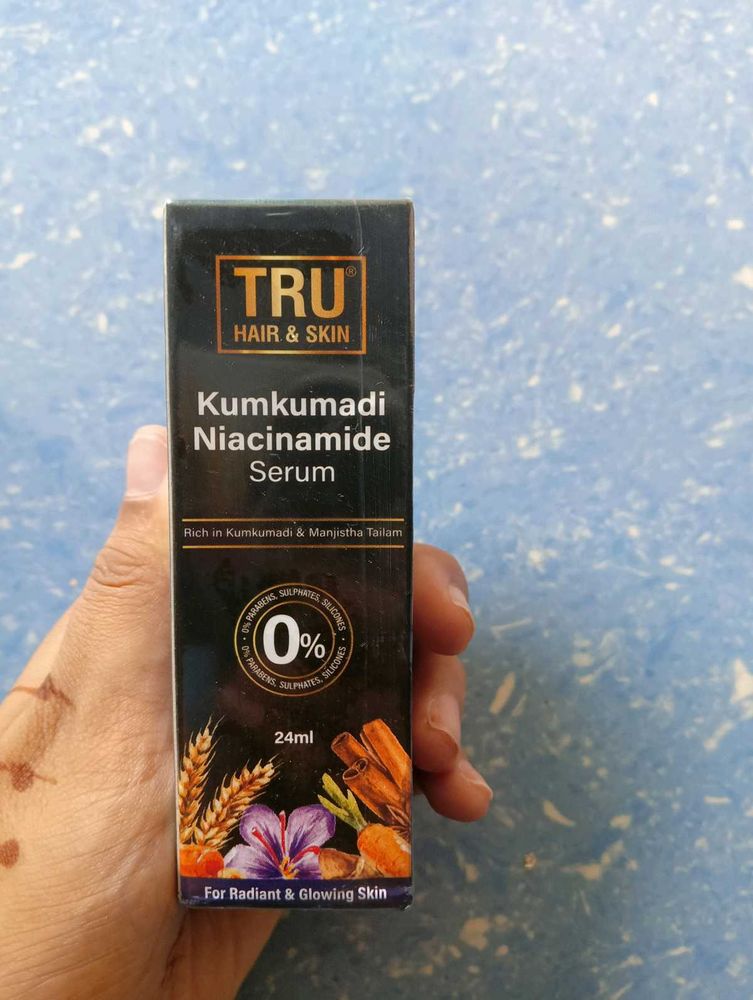 TRU®
HAIR & SKIN
Kumkumadi
Niacinamide
Serum
Rich in Kumkumadi & Manjistha Tailam
0% PARABENS, SULPHATES, SILICONES
0%
0% PARABENS, SULPHATES, SILICONES
24ml
For Radiant & Glowing Skin